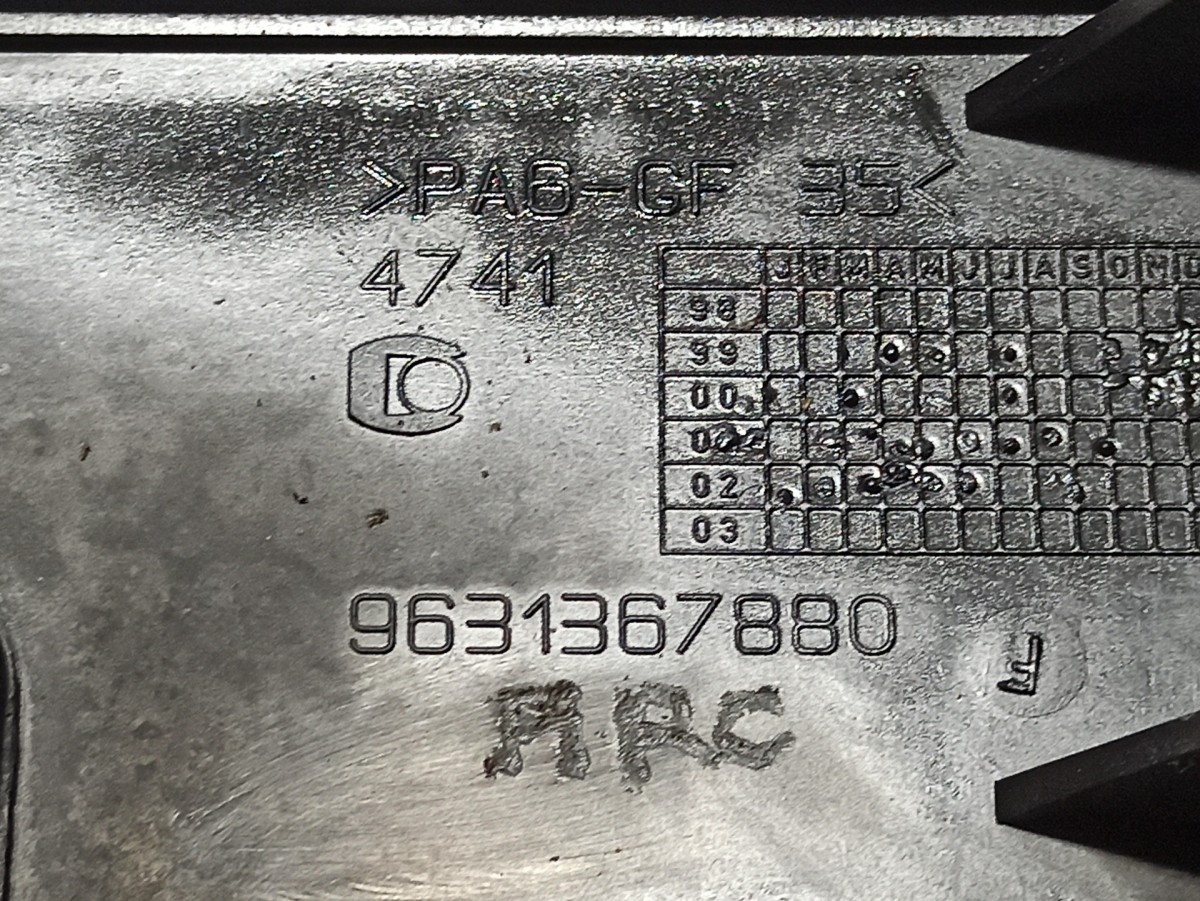 >PA6-GF 35<
4741
J F M A M J J A S O N D
98
99
00
02
03
9631367880
ARC
F